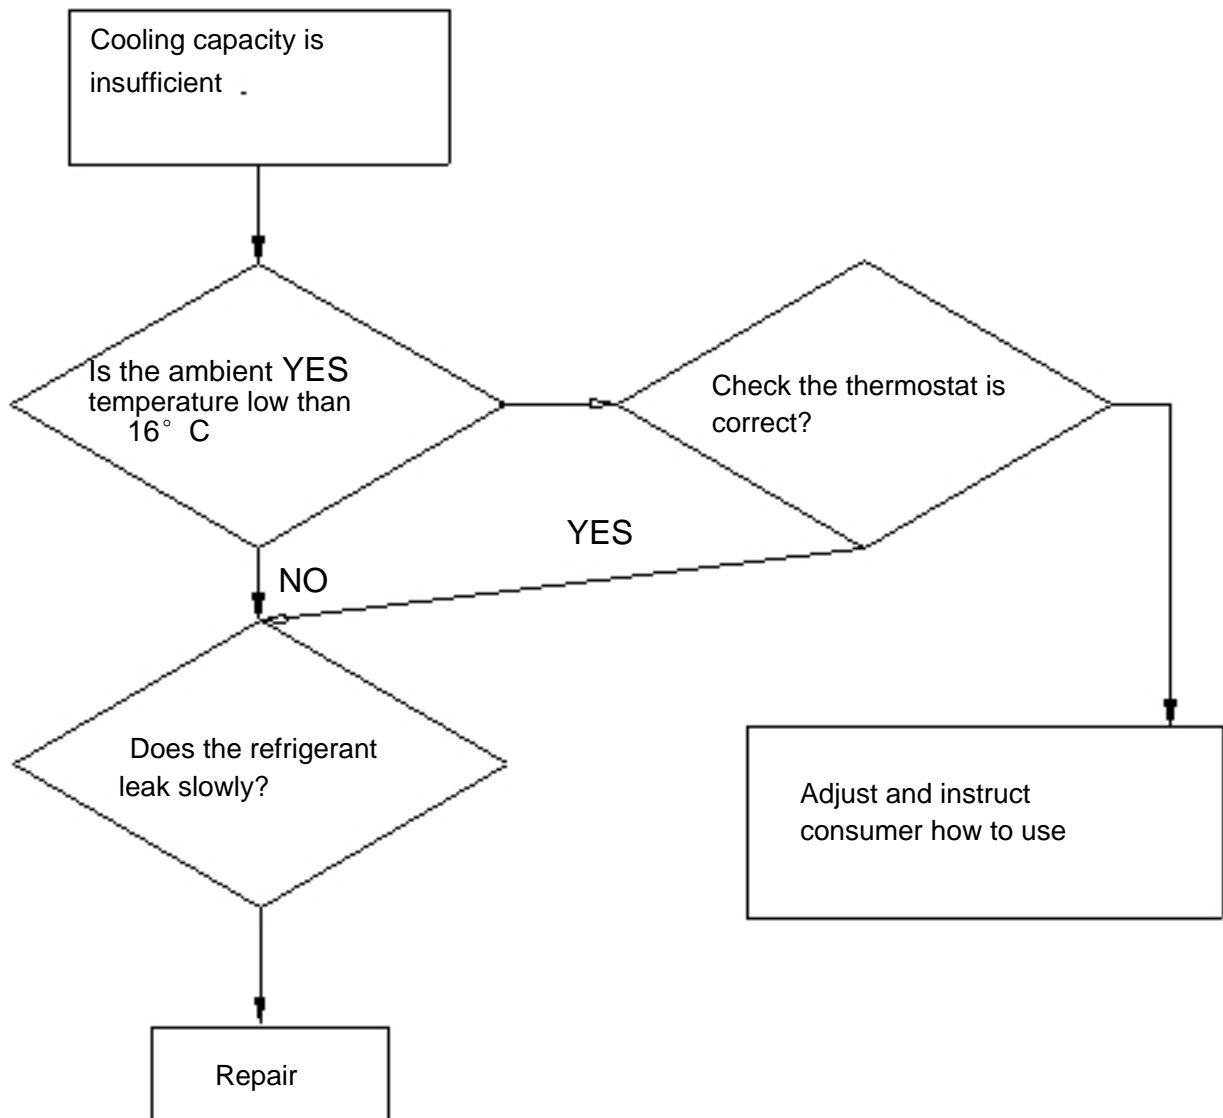 Cooling capacity is
insufficient .
Is the ambient YES
temperature low than
16° C
Check the thermostat is
correct?
YES
NO
Does the refrigerant
leak slowly?
Adjust and instruct
consumer how to use
Repair